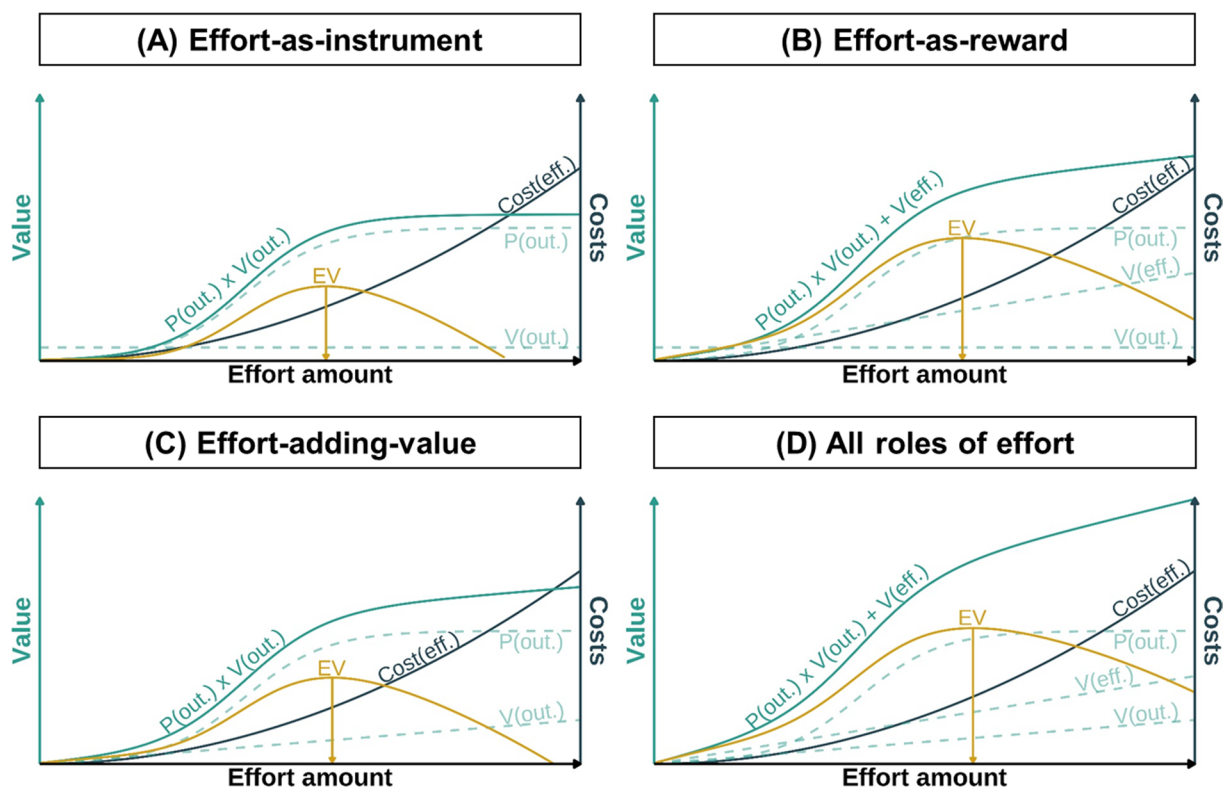 (A) Effort-as-instrument
Value
Costs
P(out.) x V(out.)
Cost(eff.)
P(out.)
EV
V(out.)
Effort amount
(B) Effort-as-reward
Value
Costs
P(out.) x V(out.) + V(eff.)
Cost(eff.)
P(out.)
EV
V(eff.)
V(out.)
Effort amount
(C) Effort-adding-value
Value
Costs
P(out.) x V(out.)
Cost(eff.)
P(out.)
EV
V(out.)
Effort amount
(D) All roles of effort
Value
Costs
P(out.) x V(out.) + V(eff.)
Cost(eff.)
EV
P(out.)
V(eff.)
V(out.)
Effort amount